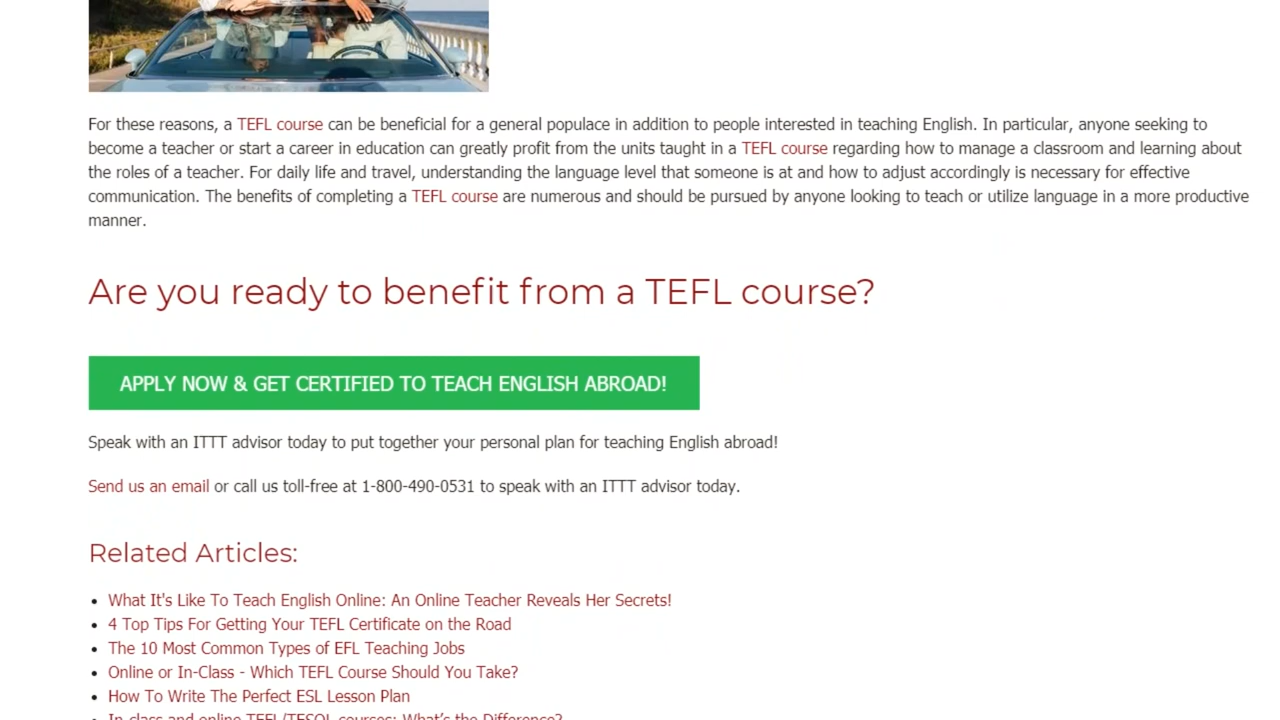 For these reasons, a TEFL course can be beneficial for a general populace in addition to people interested in teaching English. In particular, anyone seeking to
become a teacher or start a career in education can greatly profit from the units taught in a TEFL course regarding how to manage a classroom and learning about
the roles of a teacher. For daily life and travel, understanding the language level that someone is at and how to adjust accordingly is necessary for effective
communication. The benefits of completing a TEFL course are numerous and should be pursued by anyone looking to teach or utilize language in a more productive
manner.
Are you ready to benefit from a TEFL course?
APPLY NOW & GET CERTIFIED TO TEACH ENGLISH ABROAD!
Speak with an ITTT advisor today to put together your personal plan for teaching English abroad!
Send us an email or call us toll-free at 1-800-490-0531 to speak with an ITTT advisor today.
Related Articles:
• What It's Like To Teach English Online: An Online Teacher Reveals Her Secrets!
• 4 Top Tips For Getting Your TEFL Certificate on the Road
• The 10 Most Common Types of EFL Teaching Jobs
• Online or In-Class - Which TEFL Course Should You Take?
• How To Write The Perfect ESL Lesson Plan
• In-class and online TEFL/TESOL courses: What's the Difference?